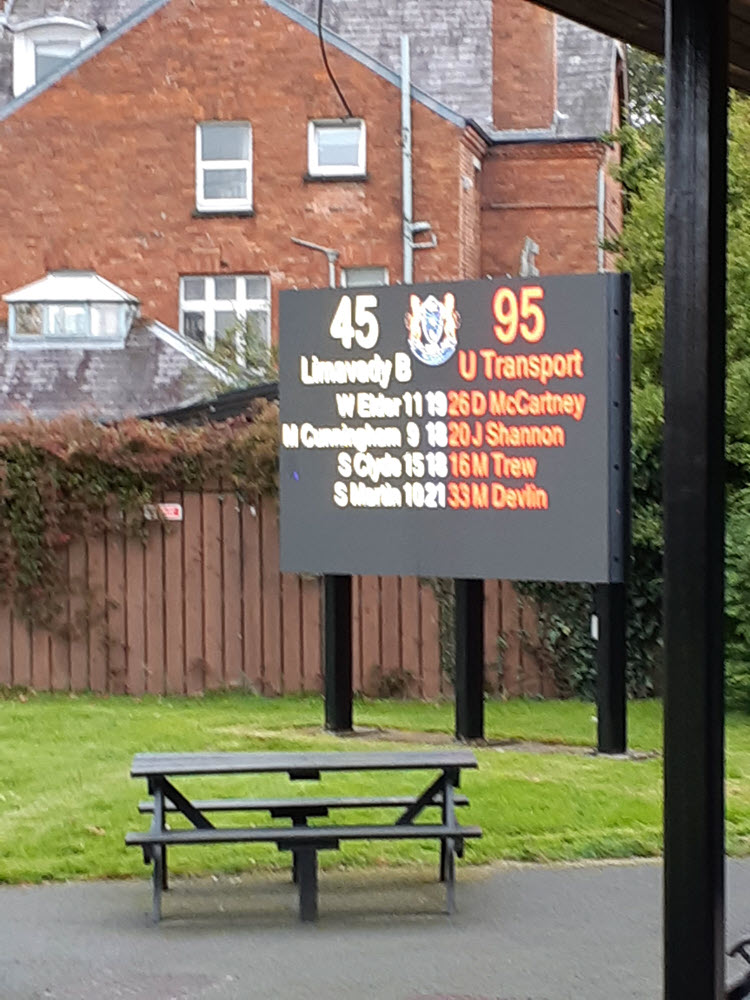 45 95
Limavady B U Transport
W Elder 11 19 26 D McCartney
M Cunningham 9 18 20 J Shannon
S Clyde 15 18 16 M Trew
S Martin 10 21 33 M Devlin